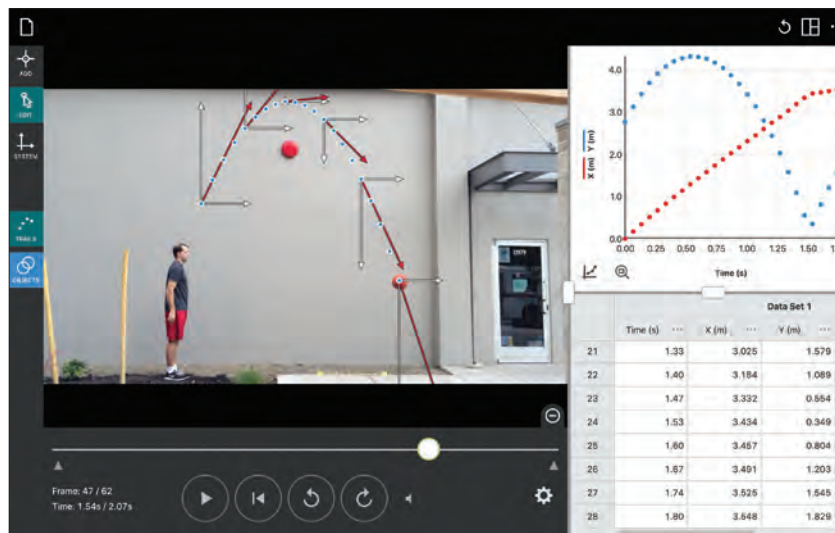 ADD
EDIT
SYSTEM
TRAILS
OBJECTS
Frame: 47 / 62
Time: 1.54s / 2.07s
X (m) Y (m)
4.0
3.0
2.0
1.0
0.0
0.00 0.25 0.50 0.75 1.00 1.25 1.50
Time (s)
Data Set 1
Time (s) ··· X (m) ··· Y (m) ···
21 1.33 3.025 1.579
22 1.40 3.184 1.089
23 1.47 3.332 0.554
24 1.53 3.434 0.349
25 1.60 3.457 0.804
26 1.67 3.491 1.203
27 1.74 3.525 1.545
28 1.80 3.548 1.829